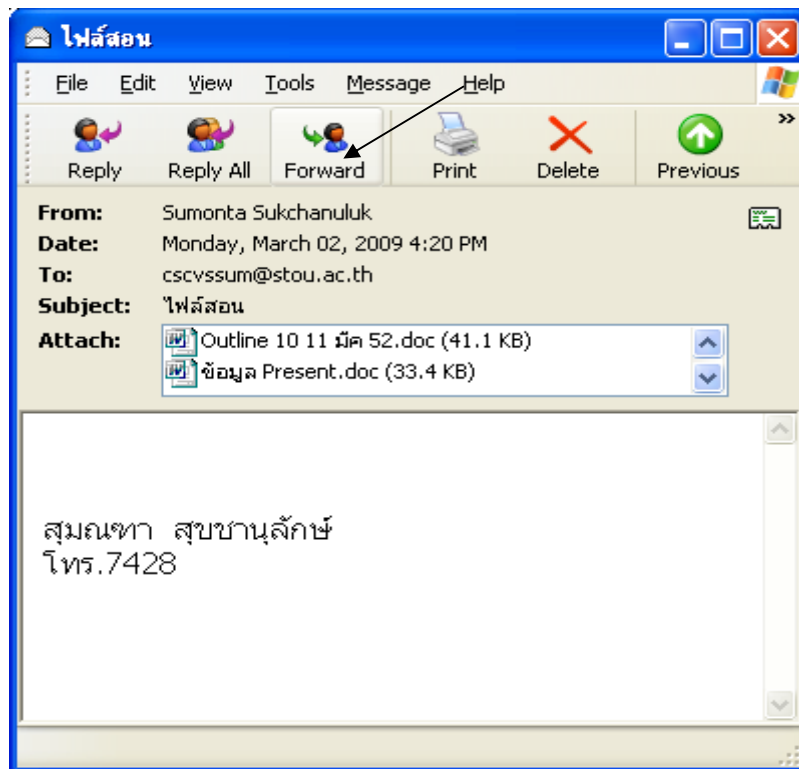 ไฟล์สอน
File Edit View Tools Message Help
Reply Reply All Forward Print Delete Previous »
From: Sumonta Sukchanuluk
Date: Monday, March 02, 2009 4:20 PM
To: cscvssum@stou.ac.th
Subject: ไฟล์สอน
Attach: Outline 10 11 มีค 52.doc (41.1 KB)
ข้อมูล Present.doc (33.4 KB)
สุมณฑา สุขชานุลักษ์
โทร.7428